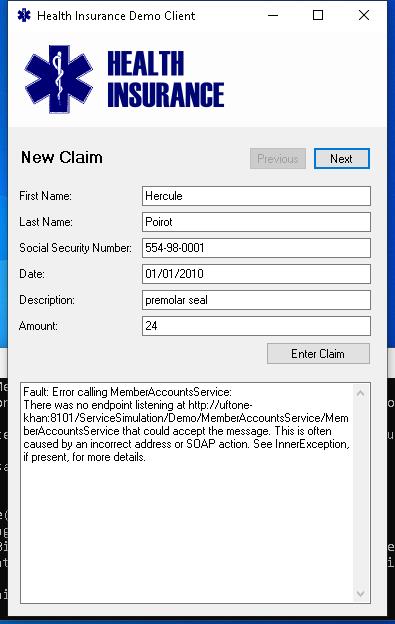 Health Insurance Demo Client
HEALTH
INSURANCE
New Claim
Previous
Next
First Name:
Hercule
Last Name:
Poirot
Social Security Number:
554-98-0001
Date:
01/01/2010
Description:
premolar seal
Amount:
24
Enter Claim
Fault: Error calling MemberAccountsService:
There was no endpoint listening at http://uftone-
khan:8101/ServiceSimulation/Demo/MemberAccountsService/Mem
berAccountsService that could accept the message. This is often
caused by an incorrect address or SOAP action. See InnerException,
if present, for more details.